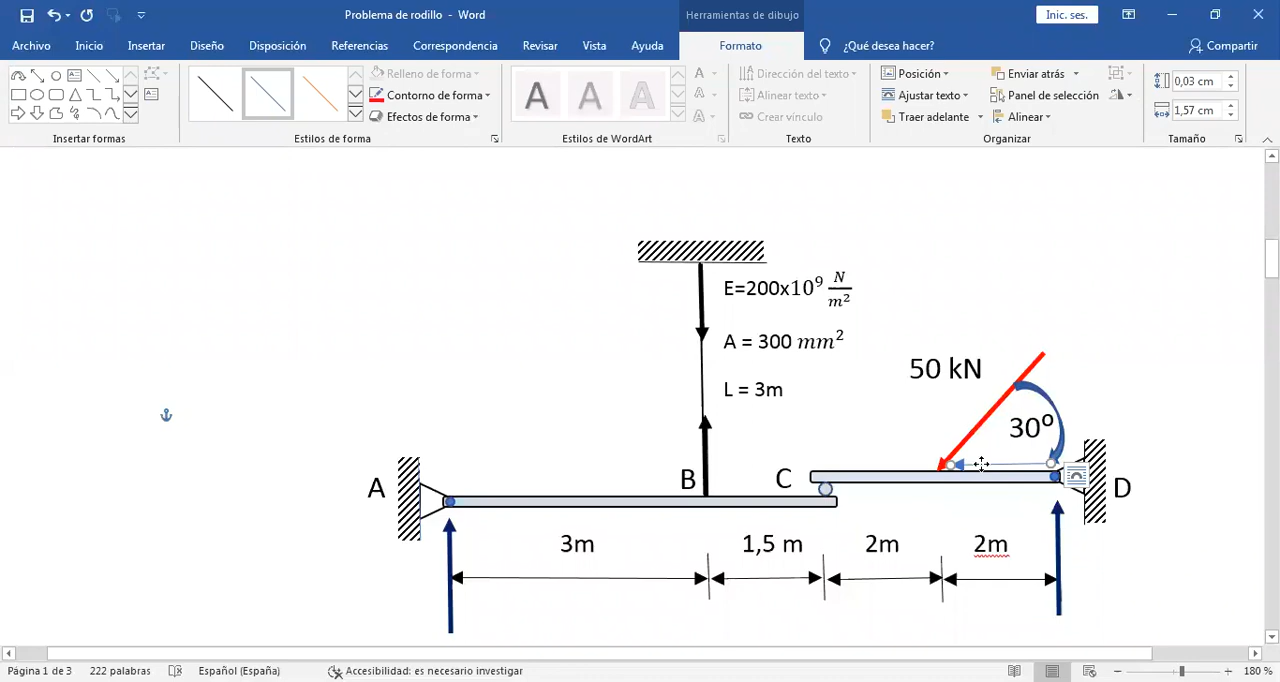 Problema de rodillo - Word
Herramientas de dibujo
Inic. ses.
Archivo
Inicio
Insertar
Diseño
Disposición
Referencias
Correspondencia
Revisar
Vista
Ayuda
Formato
¿Qué desea hacer?
Compartir
Relleno de forma
Contorno de forma
Efectos de forma
A A A
A
A
A
Dirección del texto
Alinear texto
Crear vínculo
Posición
Ajustar texto
Traer adelante
Enviar atrás
Panel de selección
Alinear
0,03 cm
1,57 cm
Insertar formas
Estilos de forma
Estilos de WordArt
Texto
Organizar
Tamaño
E=200x10⁹ N/m²
A = 300 mm²
L = 3m
50 kN
30º
A
B
C
D
3m
1,5 m
2m
2m
Página 1 de 3
222 palabras
Español (España)
Accesibilidad: es necesario investigar
180 %